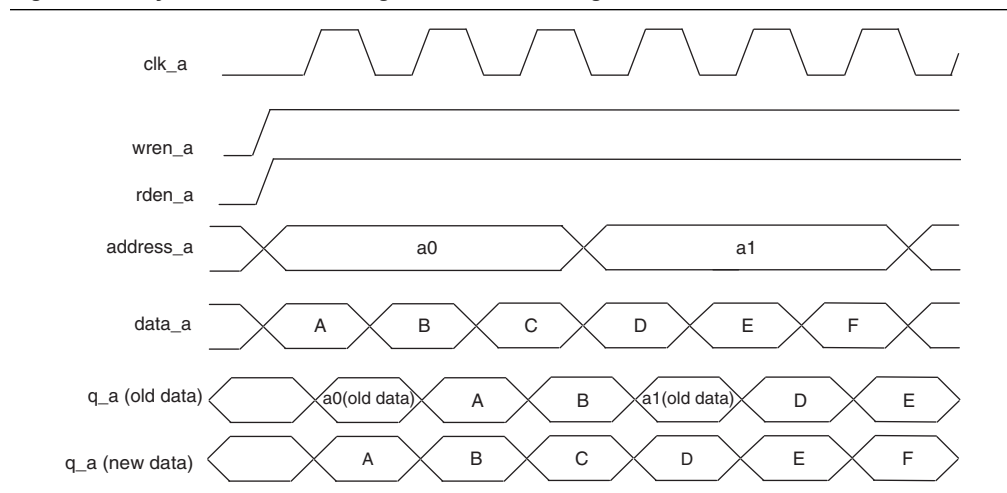 clk_a
wren_a
rden_a
address_a a0 a1
data_a A B C D E F
q_a (old data) a0(old data) A B a1(old data) D E
q_a (new data) A B C D E F